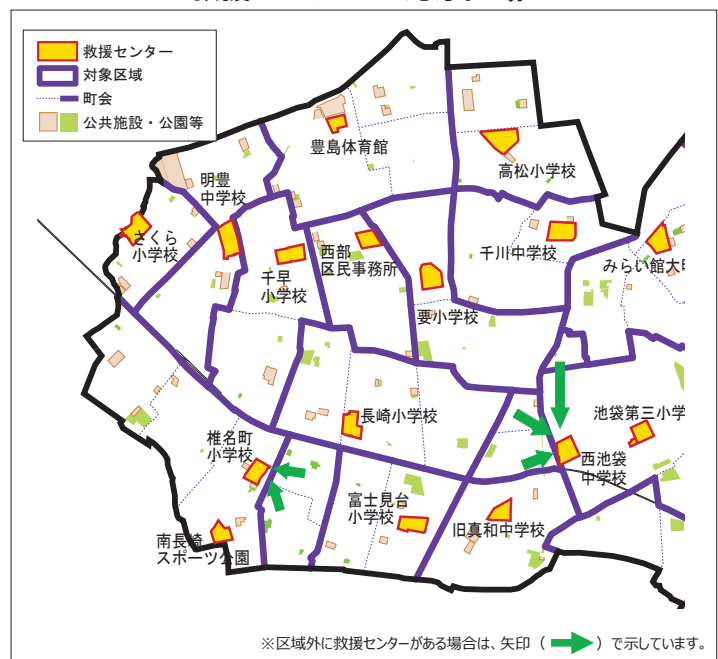 救援センター
対象区域
町会
公共施設・公園等
豊島体育館
高松小学校
明豊
中学校
さくら
小学校
千早
小学校
西部
区民事務所
千川中学校
みらい館大
要小学校
長崎小学校
池袋第三小学
西池袋
中学校
椎名町
小学校
富士見台
小学校
旧真和中学校
南長崎
スポーツ公園
※区域外に救援センターがある場合は、矢印（ ）で示しています。